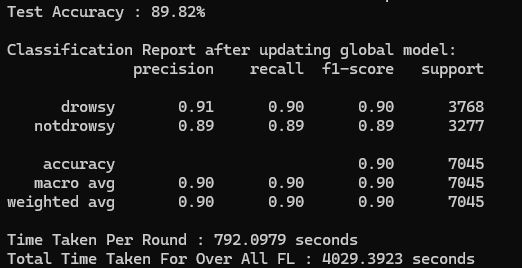 Test Accuracy : 89.82%
Classification Report after updating global model:
precision recall f1-score support
drowsy 0.91 0.90 0.90 3768
notdrowsy 0.89 0.89 0.89 3277
accuracy 0.90 7045
macro avg 0.90 0.90 0.90 7045
weighted avg 0.90 0.90 0.90 7045
Time Taken Per Round : 792.0979 seconds
Total Time Taken For Over All FL : 4029.3923 seconds